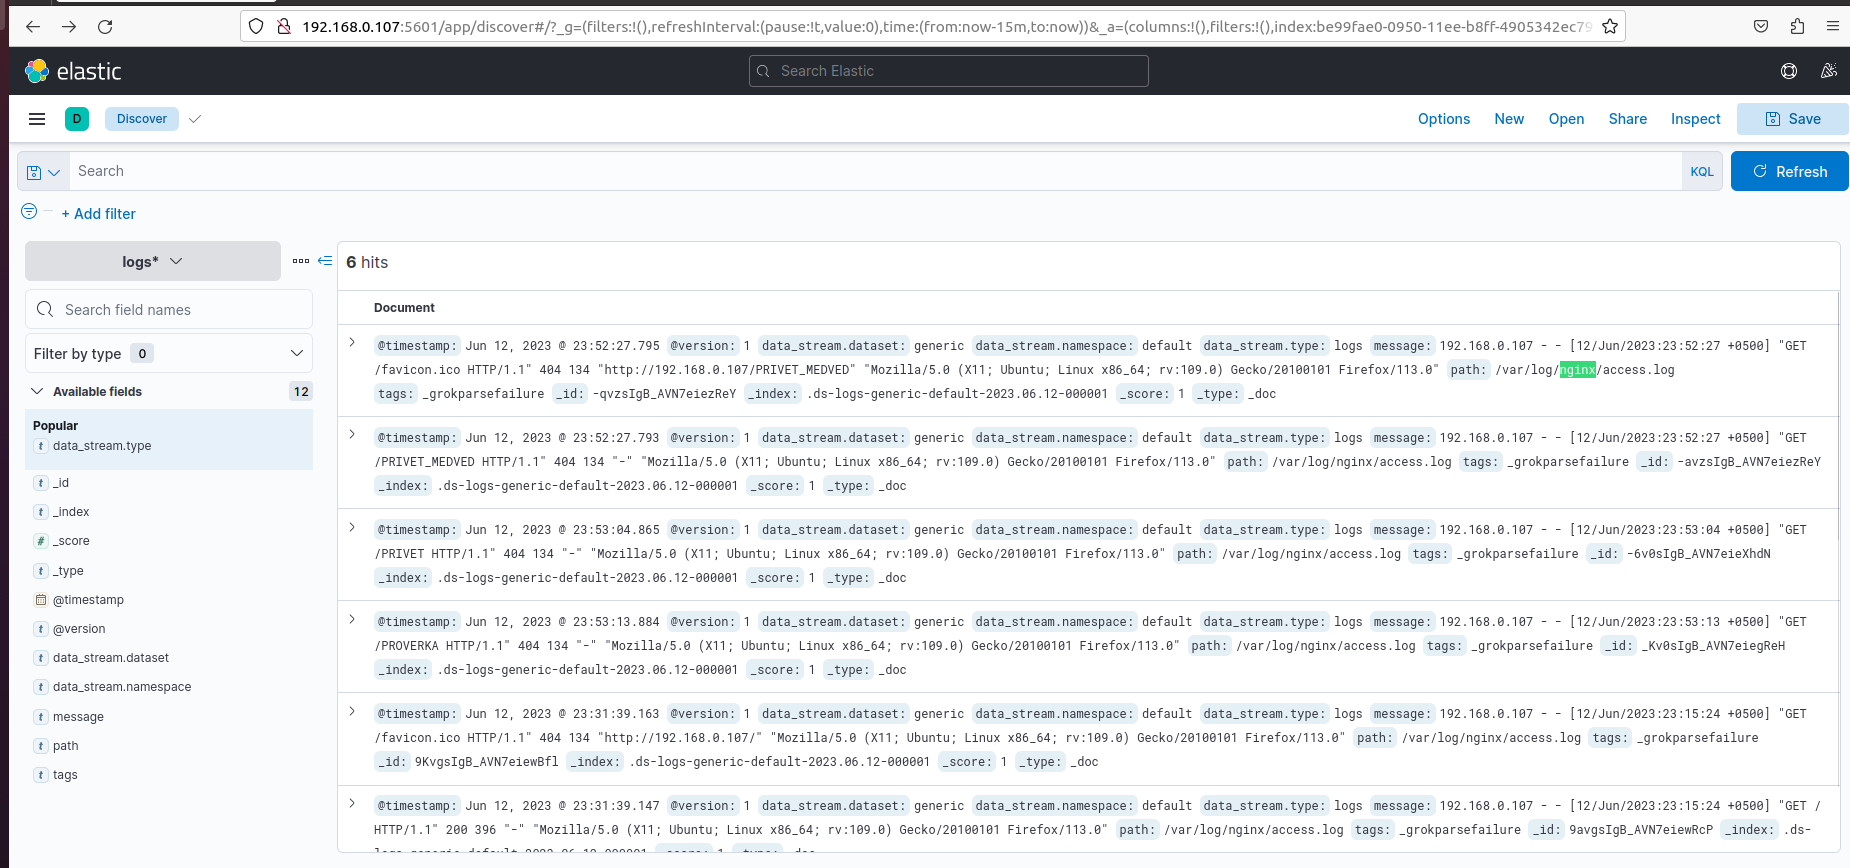 192.168.0.107:5601/app/discover#/?_g=(filters:!(),refreshInterval:(pause:!t,value:0),time:(from:now-15m,to:now))&_a=(columns:!(),filters:!(),index:be99fae0-0950-11ee-b8ff-4905342ec79
elastic
Search Elastic
D Discover Options New Open Share Inspect Save
Search KQL Refresh
+ Add filter
logs*
6 hits
Search field names
Document
Filter by type 0
Available fields 12
Popular
t data_stream.type
t _id
t _index
# _score
t _type
@timestamp
t @version
t data_stream.dataset
t data_stream.namespace
t message
t path
t tags
@timestamp: Jun 12, 2023 @ 23:52:27.795 @version: 1 data_stream.dataset: generic data_stream.namespace: default data_stream.type: logs message: 192.168.0.107 - - [12/Jun/2023:23:52:27 +0500] "GET
/favicon.ico HTTP/1.1" 404 134 "http://192.168.0.107/PRIVET_MEDVED" "Mozilla/5.0 (X11; Ubuntu; Linux x86_64; rv:109.0) Gecko/20100101 Firefox/113.0" path: /var/log/nginx/access.log
tags: _grokparsefailure _id: -qvzsIgB_AVN7eiezReY _index: .ds-logs-generic-default-2023.06.12-000001 _score: 1 _type: _doc
@timestamp: Jun 12, 2023 @ 23:52:27.793 @version: 1 data_stream.dataset: generic data_stream.namespace: default data_stream.type: logs message: 192.168.0.107 - - [12/Jun/2023:23:52:27 +0500] "GET
/PRIVET_MEDVED HTTP/1.1" 404 134 "-" "Mozilla/5.0 (X11; Ubuntu; Linux x86_64; rv:109.0) Gecko/20100101 Firefox/113.0" path: /var/log/nginx/access.log tags: _grokparsefailure _id: -avzsIgB_AVN7eiezReY
_index: .ds-logs-generic-default-2023.06.12-000001 _score: 1 _type: _doc
@timestamp: Jun 12, 2023 @ 23:53:04.865 @version: 1 data_stream.dataset: generic data_stream.namespace: default data_stream.type: logs message: 192.168.0.107 - - [12/Jun/2023:23:53:04 +0500] "GET
/PRIVET HTTP/1.1" 404 134 "-" "Mozilla/5.0 (X11; Ubuntu; Linux x86_64; rv:109.0) Gecko/20100101 Firefox/113.0" path: /var/log/nginx/access.log tags: _grokparsefailure _id: -6v0sIgB_AVN7eieXhdN
_index: .ds-logs-generic-default-2023.06.12-000001 _score: 1 _type: _doc
@timestamp: Jun 12, 2023 @ 23:53:13.884 @version: 1 data_stream.dataset: generic data_stream.namespace: default data_stream.type: logs message: 192.168.0.107 - - [12/Jun/2023:23:53:13 +0500] "GET
/PROVERKA HTTP/1.1" 404 134 "-" "Mozilla/5.0 (X11; Ubuntu; Linux x86_64; rv:109.0) Gecko/20100101 Firefox/113.0" path: /var/log/nginx/access.log tags: _grokparsefailure _id: _Kv0sIgB_AVN7eiegReH
_index: .ds-logs-generic-default-2023.06.12-000001 _score: 1 _type: _doc
@timestamp: Jun 12, 2023 @ 23:31:39.163 @version: 1 data_stream.dataset: generic data_stream.namespace: default data_stream.type: logs message: 192.168.0.107 - - [12/Jun/2023:23:15:24 +0500] "GET
/favicon.ico HTTP/1.1" 404 134 "http://192.168.0.107/" "Mozilla/5.0 (X11; Ubuntu; Linux x86_64; rv:109.0) Gecko/20100101 Firefox/113.0" path: /var/log/nginx/access.log tags: _grokparsefailure
_id: 9KvgsIgB_AVN7eiewBfl _index: .ds-logs-generic-default-2023.06.12-000001 _score: 1 _type: _doc
@timestamp: Jun 12, 2023 @ 23:31:39.147 @version: 1 data_stream.dataset: generic data_stream.namespace: default data_stream.type: logs message: 192.168.0.107 - - [12/Jun/2023:23:15:24 +0500] "GET /
HTTP/1.1" 200 396 "-" "Mozilla/5.0 (X11; Ubuntu; Linux x86_64; rv:109.0) Gecko/20100101 Firefox/113.0" path: /var/log/nginx/access.log tags: _grokparsefailure _id: 9avgsIgB_AVN7eiewRcP _index: .ds-